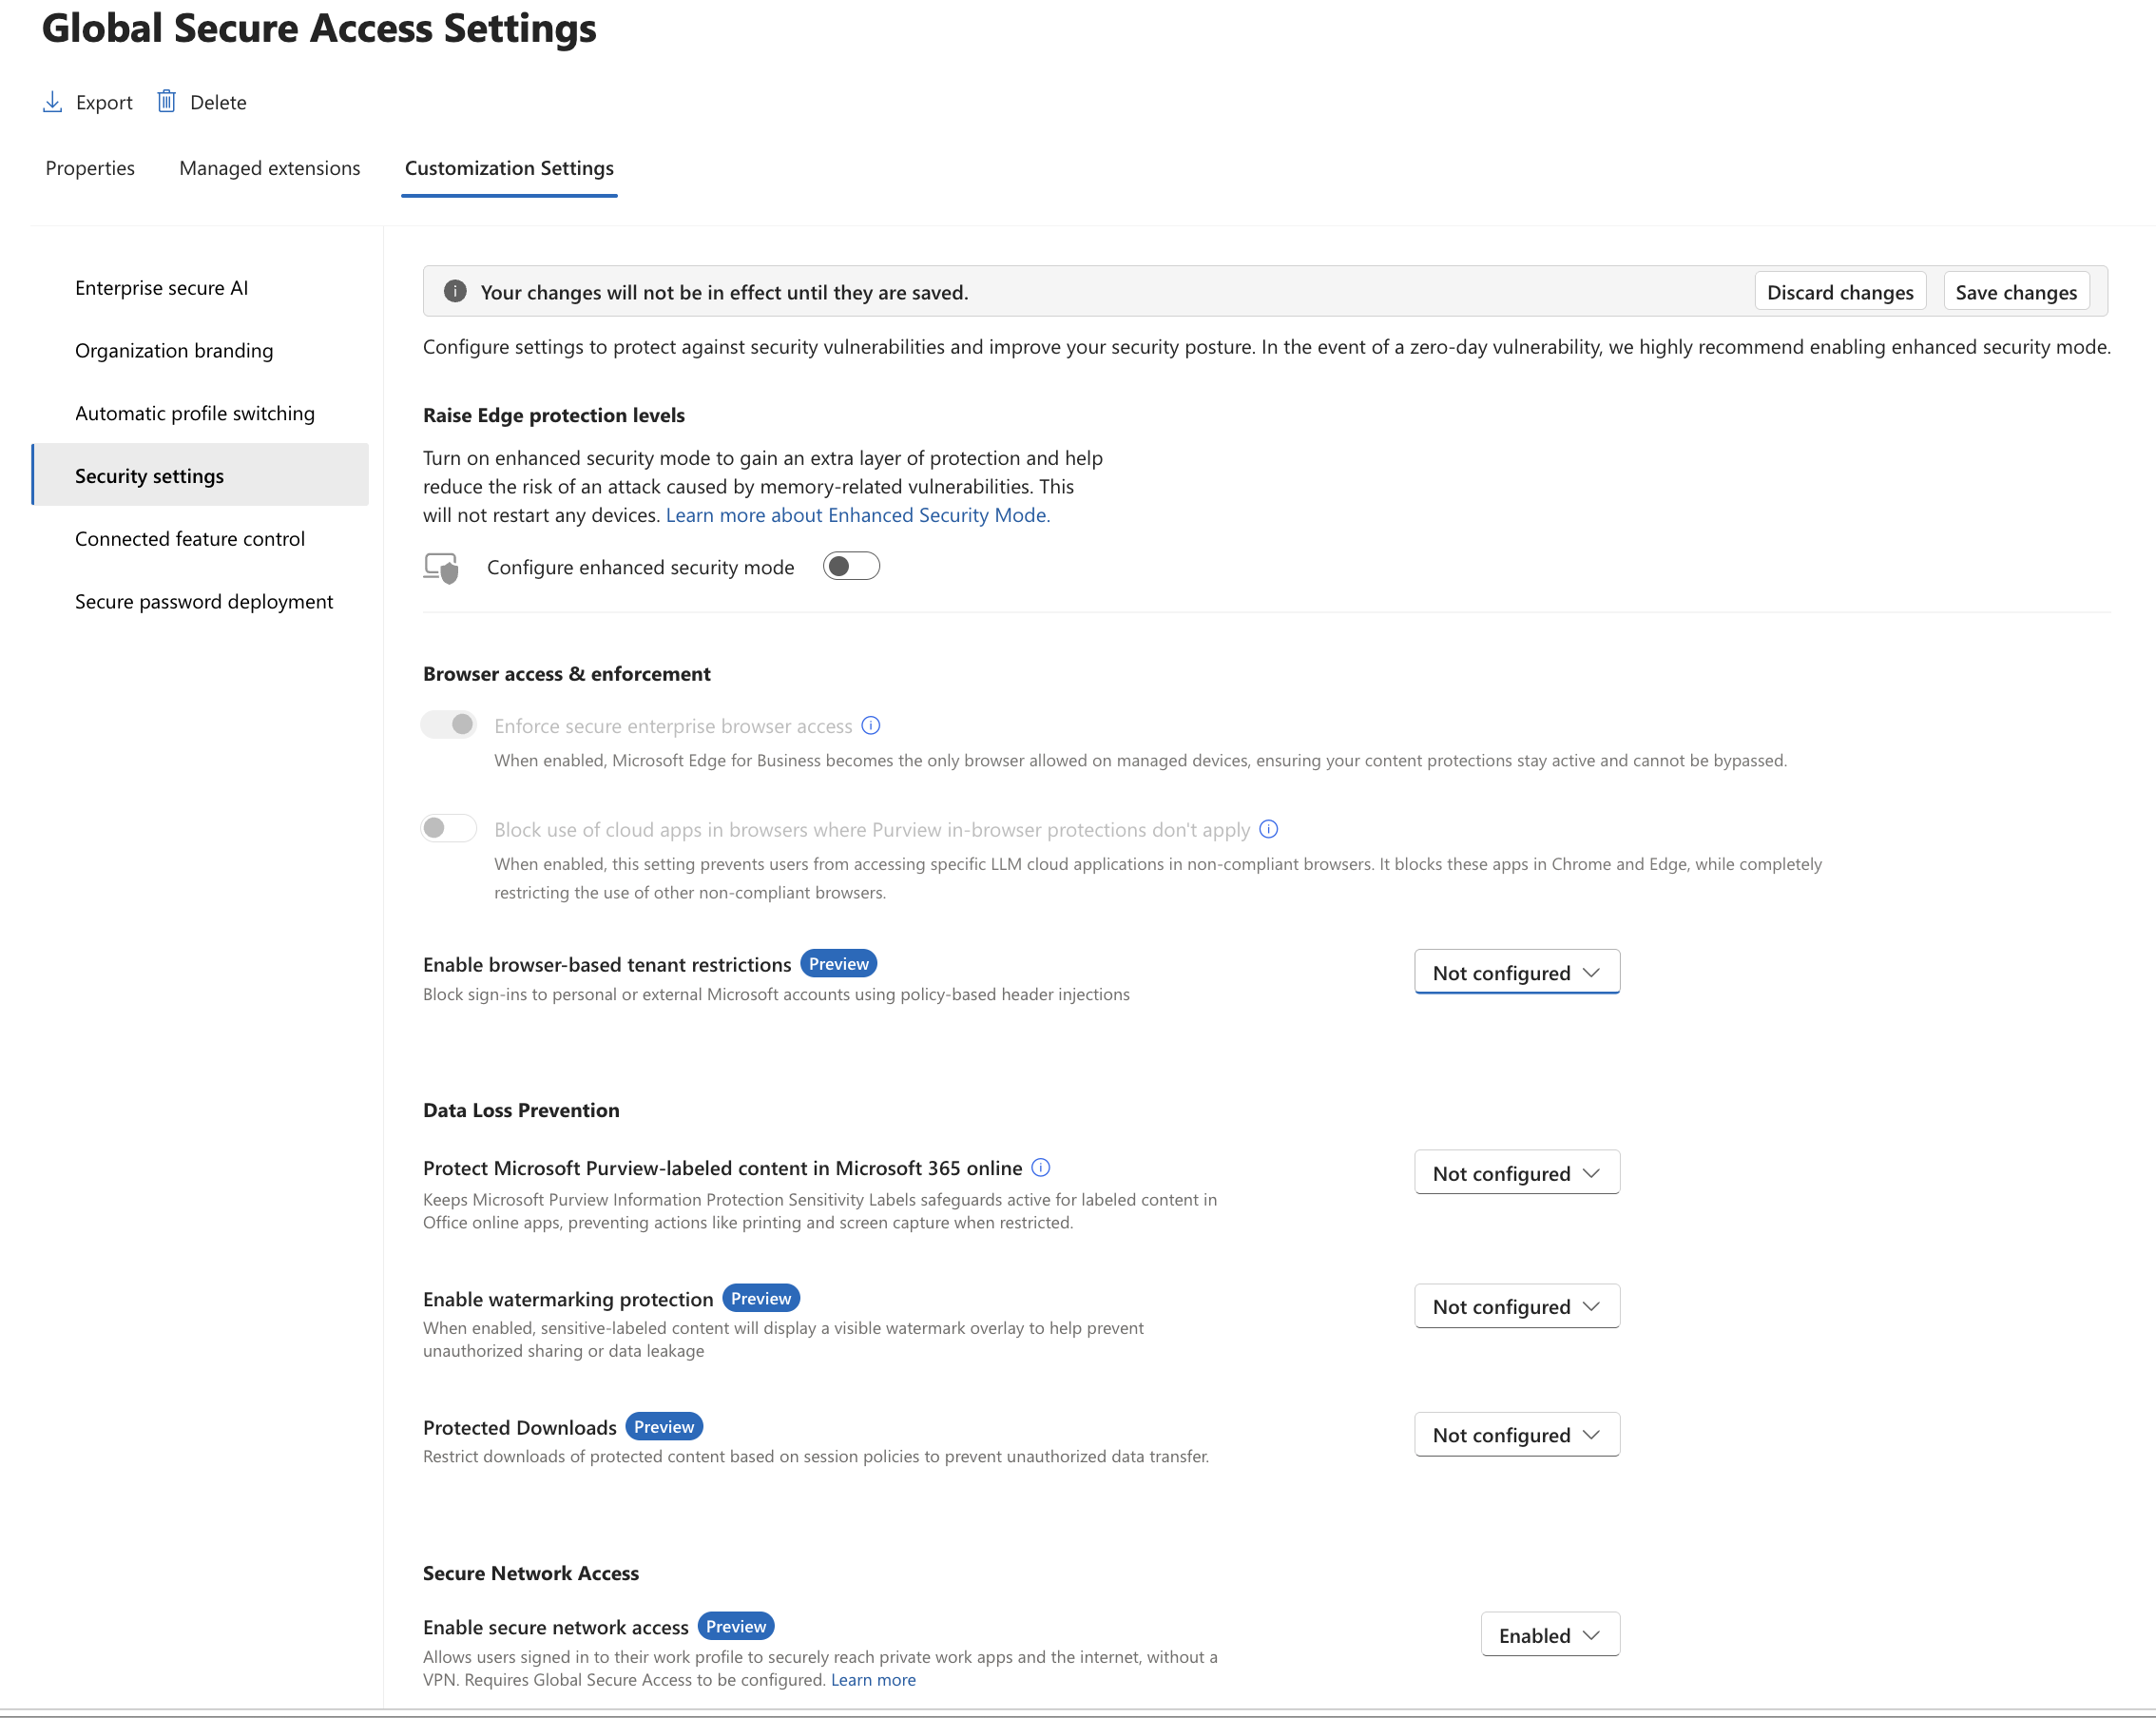 Global Secure Access Settings
Export Delete
Properties Managed extensions Customization Settings
Enterprise secure AI
Organization branding
Automatic profile switching
Security settings
Connected feature control
Secure password deployment
Your changes will not be in effect until they are saved. Discard changes Save changes
Configure settings to protect against security vulnerabilities and improve your security posture. In the event of a zero-day vulnerability, we highly recommend enabling enhanced security mode.
Raise Edge protection levels
Turn on enhanced security mode to gain an extra layer of protection and help
reduce the risk of an attack caused by memory-related vulnerabilities. This
will not restart any devices. Learn more about Enhanced Security Mode.
Configure enhanced security mode
Browser access & enforcement
Enforce secure enterprise browser access
When enabled, Microsoft Edge for Business becomes the only browser allowed on managed devices, ensuring your content protections stay active and cannot be bypassed.
Block use of cloud apps in browsers where Purview in-browser protections don't apply
When enabled, this setting prevents users from accessing specific LLM cloud applications in non-compliant browsers. It blocks these apps in Chrome and Edge, while completely
restricting the use of other non-compliant browsers.
Enable browser-based tenant restrictions Preview Not configured
Block sign-ins to personal or external Microsoft accounts using policy-based header injections
Data Loss Prevention
Protect Microsoft Purview-labeled content in Microsoft 365 online Not configured
Keeps Microsoft Purview Information Protection Sensitivity Labels safeguards active for labeled content in
Office online apps, preventing actions like printing and screen capture when restricted.
Enable watermarking protection Preview Not configured
When enabled, sensitive-labeled content will display a visible watermark overlay to help prevent
unauthorized sharing or data leakage
Protected Downloads Preview Not configured
Restrict downloads of protected content based on session policies to prevent unauthorized data transfer.
Secure Network Access
Enable secure network access Preview Enabled
Allows users signed in to their work profile to securely reach private work apps and the internet, without a
VPN. Requires Global Secure Access to be configured. Learn more